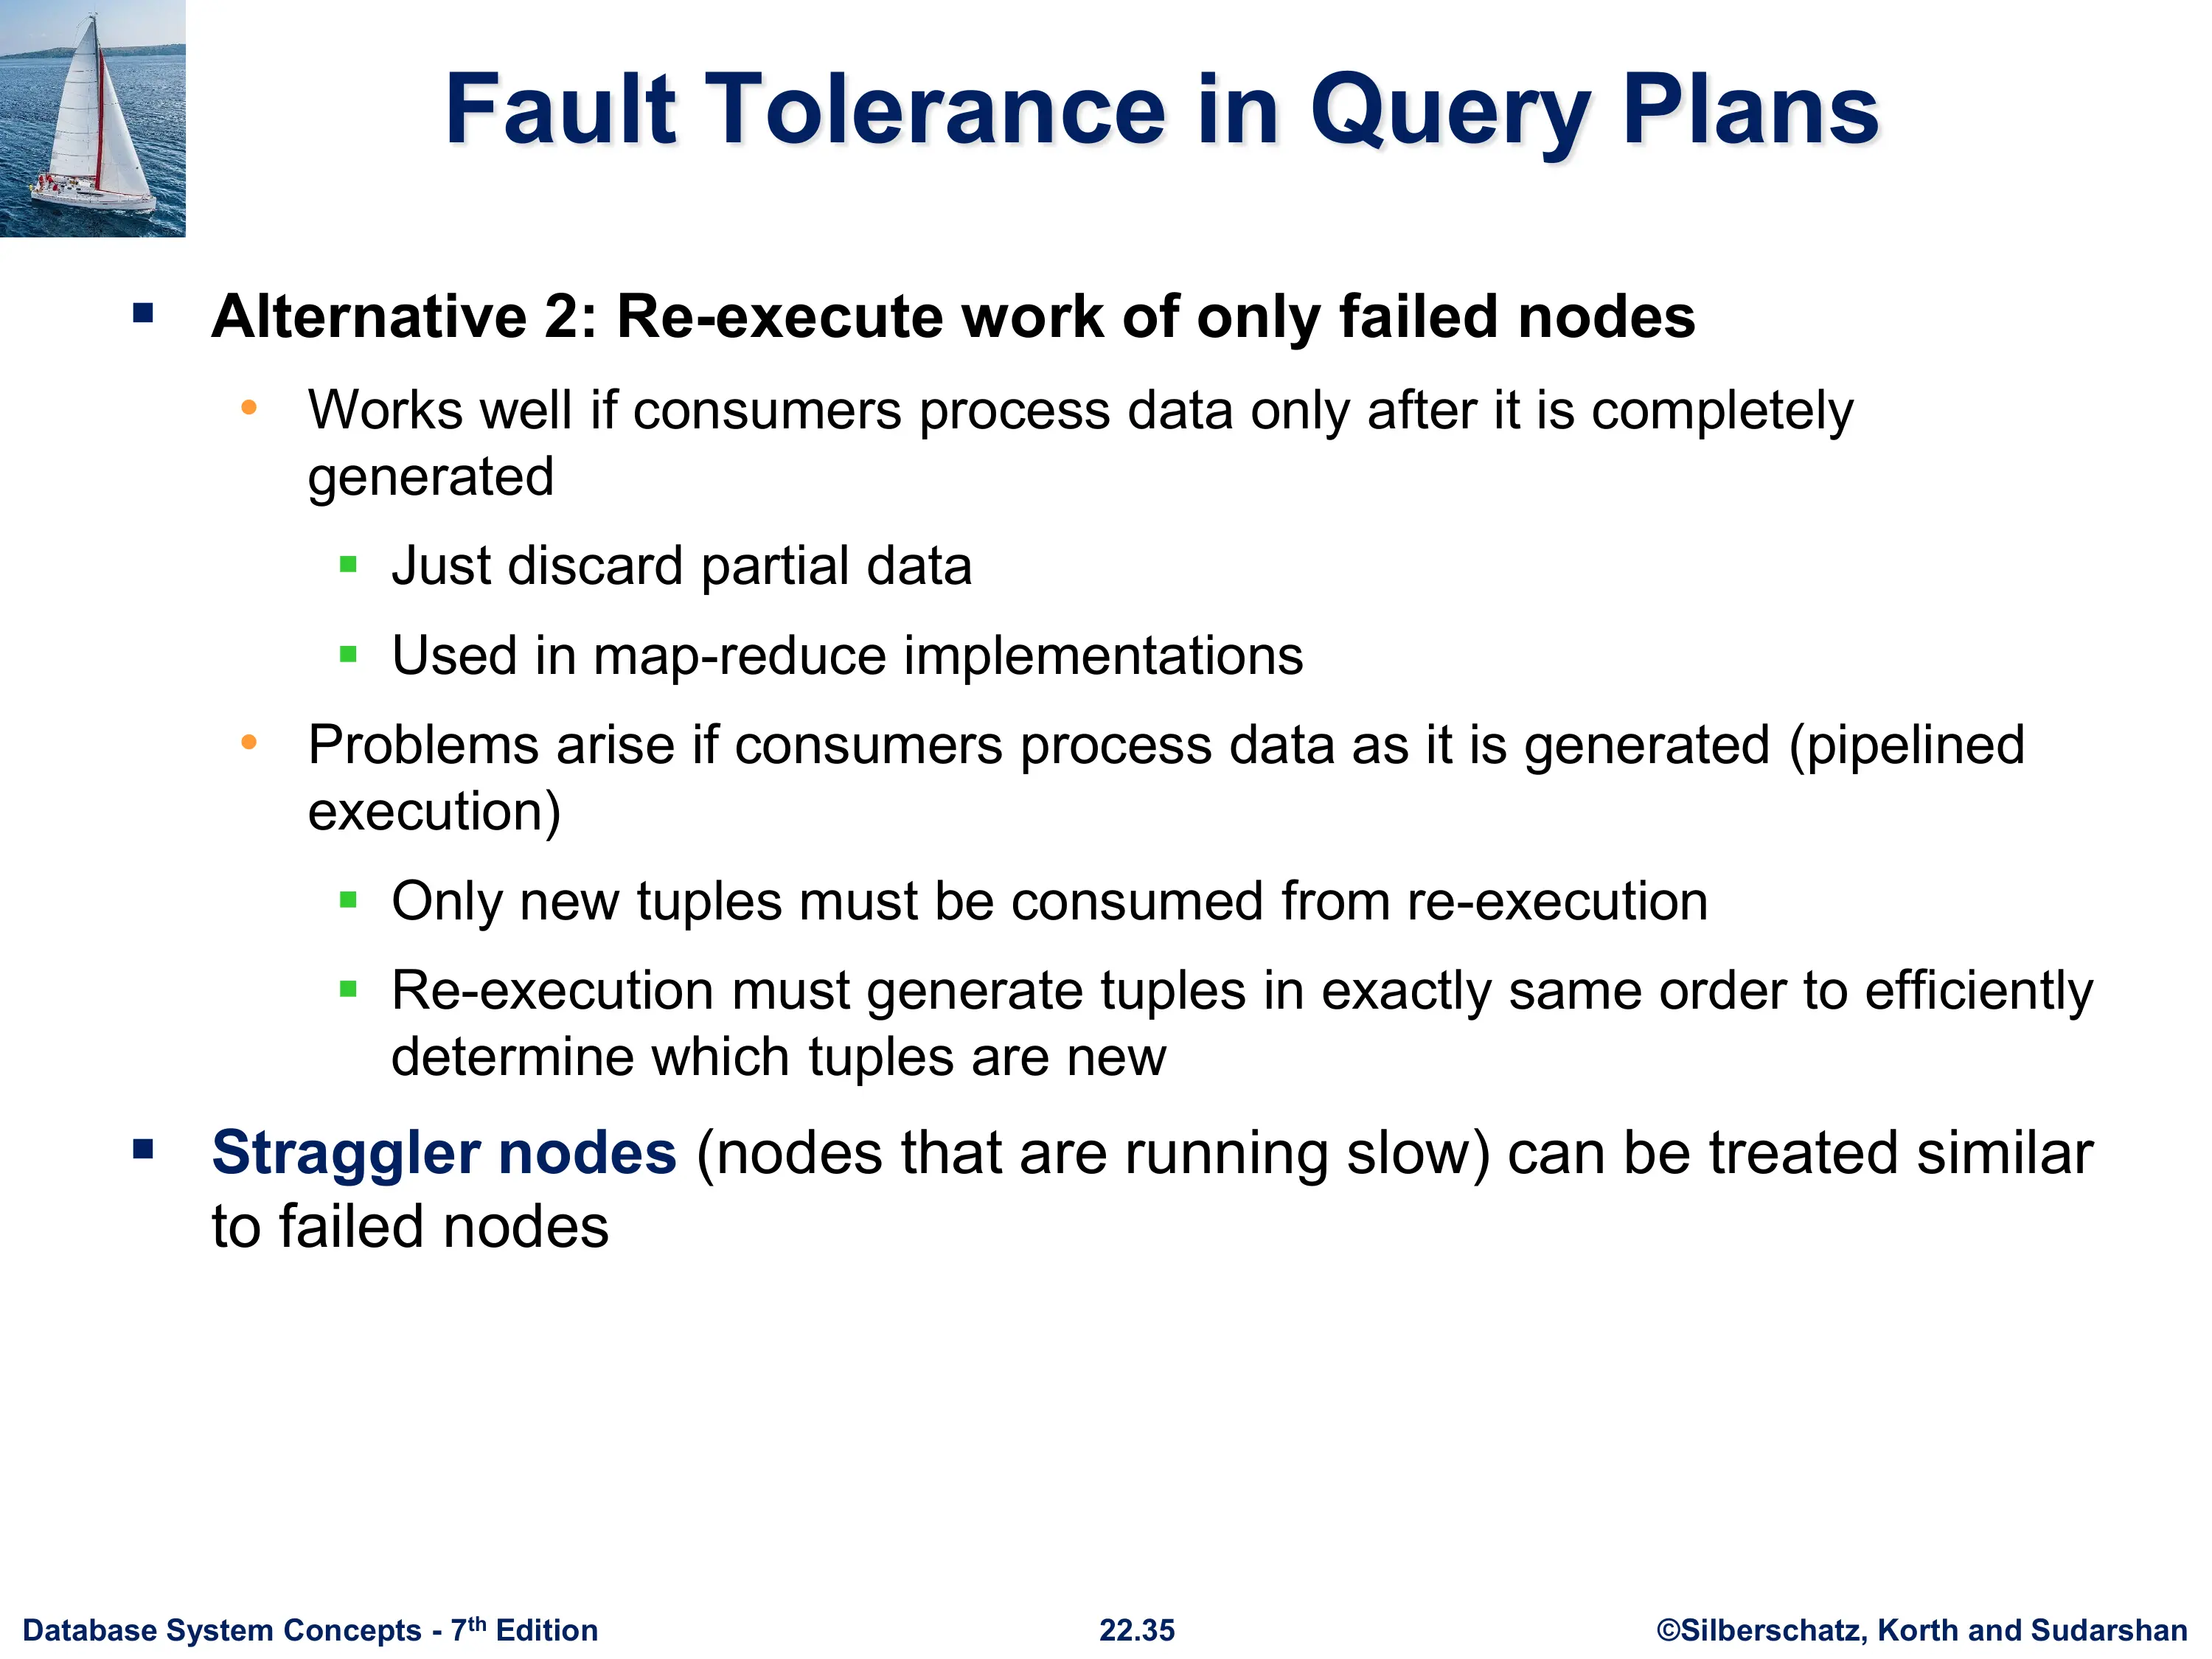 Fault Tolerance in Query Plans
▪ Alternative 2: Re-execute work of only failed nodes
• Works well if consumers process data only after it is completely
generated
▪ Just discard partial data
▪ Used in map-reduce implementations
• Problems arise if consumers process data as it is generated (pipelined
execution)
▪ Only new tuples must be consumed from re-execution
▪ Re-execution must generate tuples in exactly same order to efficiently
determine which tuples are new
▪ Straggler nodes (nodes that are running slow) can be treated similar
to failed nodes
Database System Concepts - 7th Edition
22.35
©Silberschatz, Korth and Sudarshan